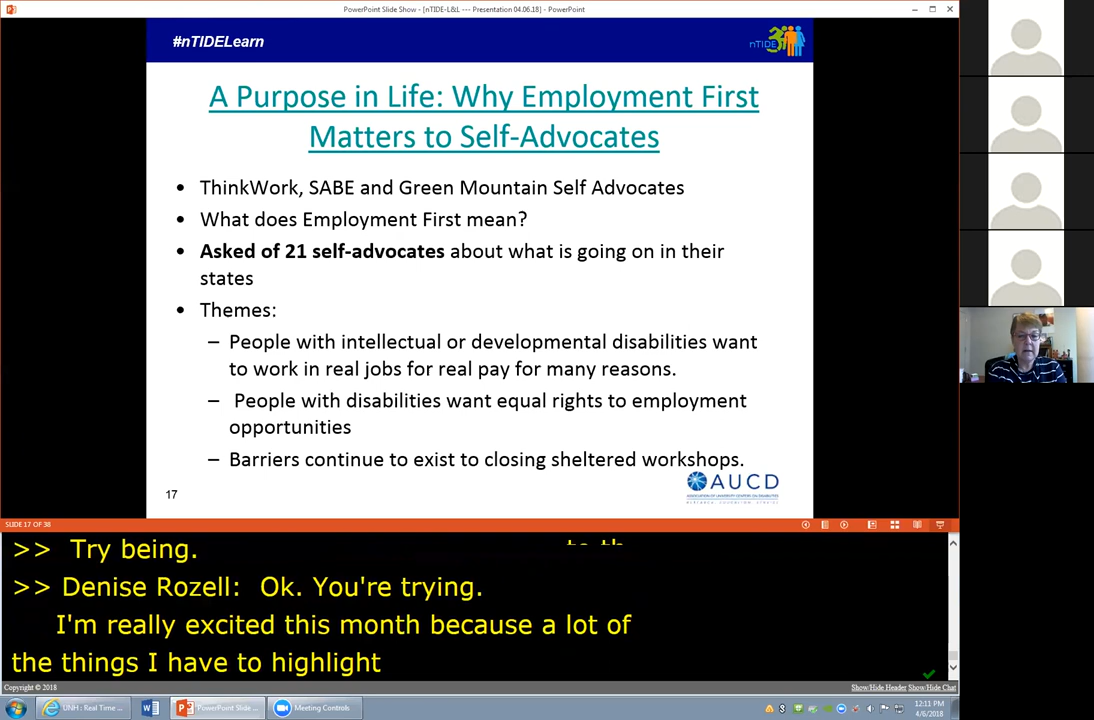 PowerPoint Slide Show - [nTIDE-L&L --- Presentation 04.06.18] - PowerPoint
#nTIDELearn
nTIDE
A Purpose in Life: Why Employment First
Matters to Self-Advocates
• ThinkWork, SABE and Green Mountain Self Advocates
• What does Employment First mean?
• Asked of 21 self-advocates about what is going on in their
states
• Themes:
– People with intellectual or developmental disabilities want
to work in real jobs for real pay for many reasons.
– People with disabilities want equal rights to employment
opportunities
– Barriers continue to exist to closing sheltered workshops.
AUCD
ASSOCIATION OF UNIVERSITY CENTERS ON DISABILITIES
17
SLIDE 17 OF 38
>> Try being.
>> Denise Rozell: Ok. You're trying.
I'm really excited this month because a lot of
the things I have to highlight
Copyright © 2018
Show/Hide Header Show/Hide Chat
UNH : Real Time ...
PowerPoint Slide ...
Meeting Controls
12:11 PM
4/6/2018